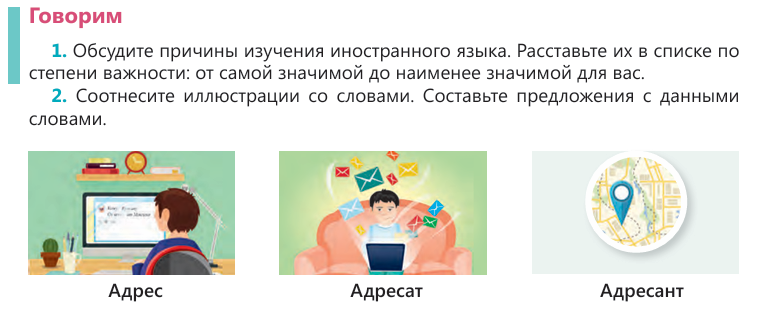 Говорим
1. Обсудите причины изучения иностранного языка. Расставьте их в списке по
степени важности: от самой значимой до наименее значимой для вас.
2. Соотнесите иллюстрации со словами. Составьте предложения с данными
словами.
Адрес
Адресат
Адресант